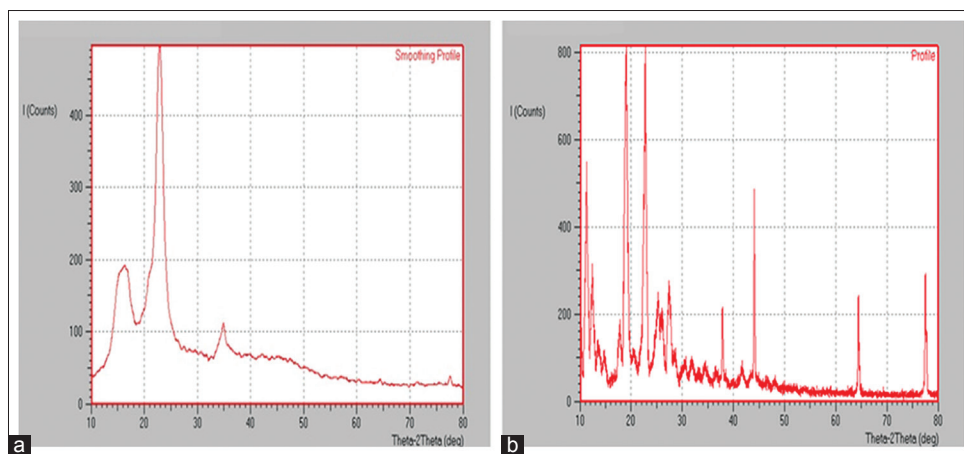 Smoothing Profile
I (Counts)
400
300
200
100
0
10 20 30 40 50 60 70 80
Theta-2Theta (deg)
a
Profile
I (Counts)
800
600
400
200
0
10 20 30 40 50 60 70 80
Theta-2Theta (deg)
b